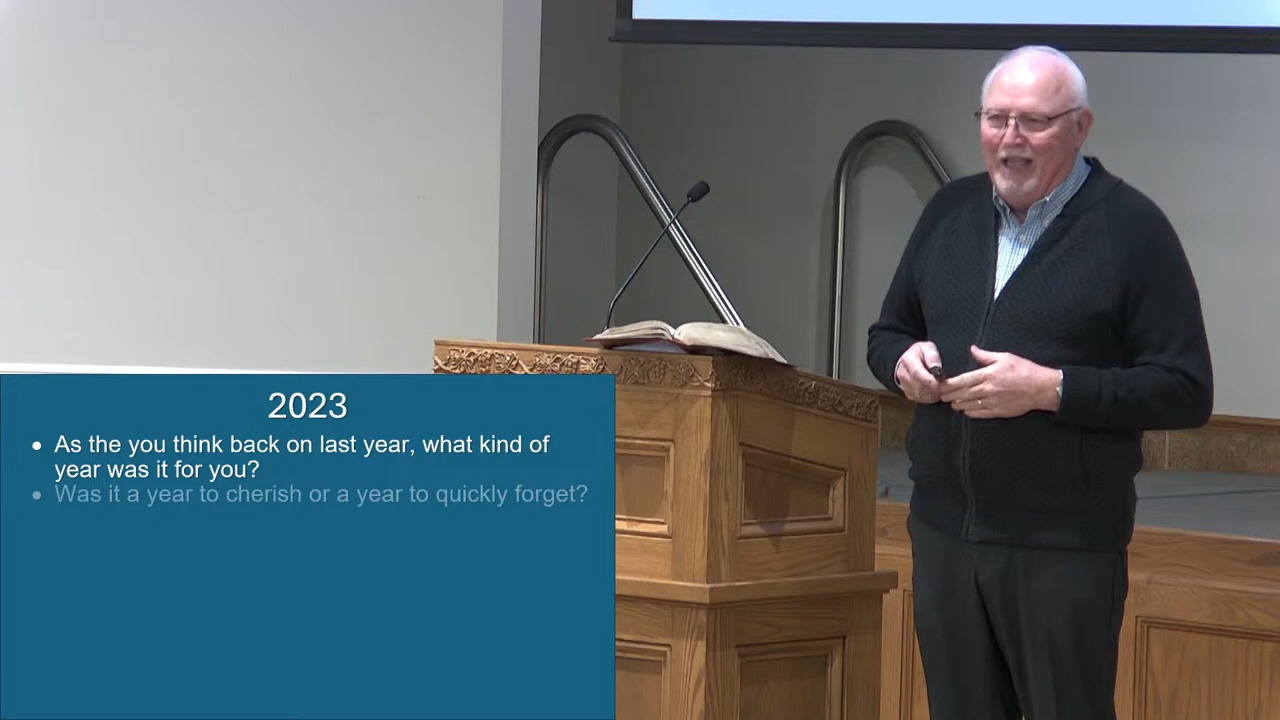 2023
• As the you think back on last year, what kind of
year was it for you?
• Was it a year to cherish or a year to quickly forget?